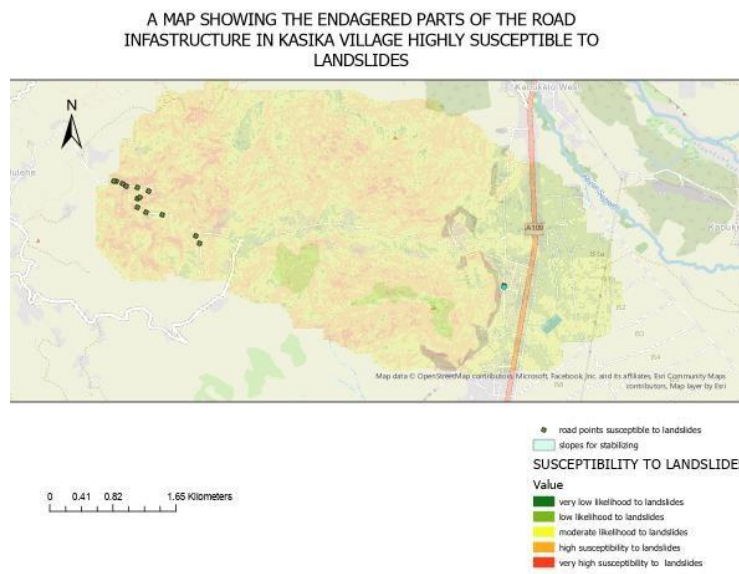 A MAP SHOWING THE ENDAGERED PARTS OF THE ROAD
INFASTRUCTURE IN KASIKA VILLAGE HIGHLY SUSCEPTIBLE TO
LANDSLIDES
N
Kabukero West
A109
Map data © OpenStreetMap contributors, Microsoft, Facebook, Inc. and its affiliates, Esri Community Maps
contributors, Map layer by Esri
road points susceptible to landslides
slopes for stabilizing
SUSCEPTIBILITY TO LANDSLIDE
Value
very low likelihood to landslides
low likelihood to landslides
moderate likelihood to landslides
high susceptibility to landslides
very high susceptibility to landslides
0 0.41 0.82 1.65 Kilometers